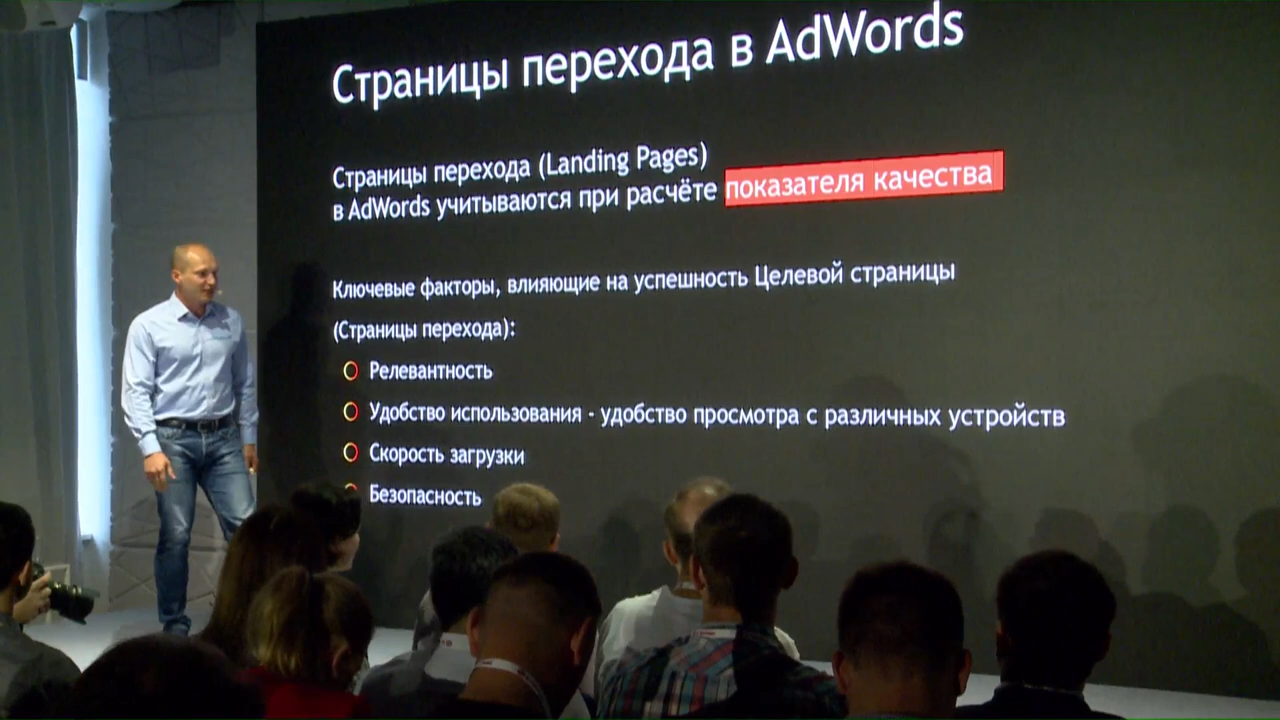 Страницы перехода в AdWords
Страницы перехода (Landing Pages)
в AdWords учитываются при расчёте показателя качества
Ключевые факторы, влияющие на успешность Целевой страницы
(Страницы перехода):
Релевантность
Удобство использования - удобство просмотра с различных устройств
Скорость загрузки
Безопасность